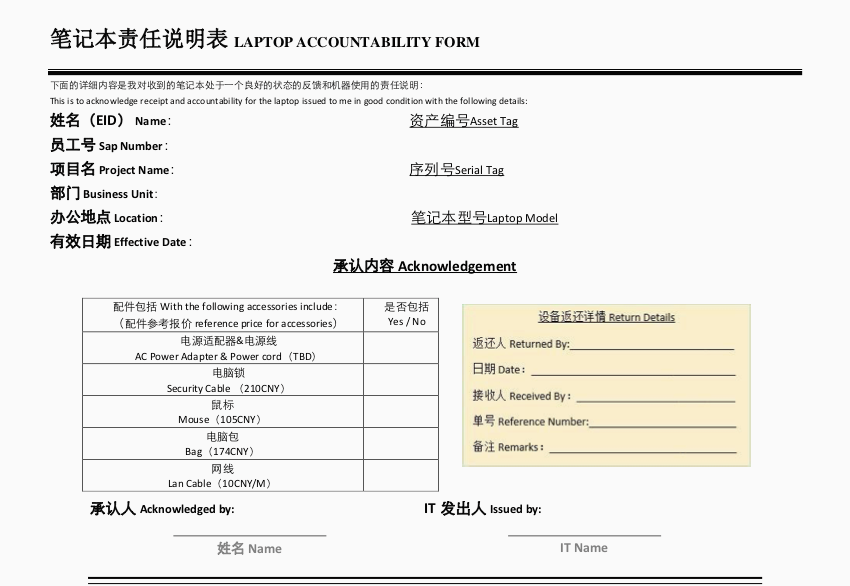 笔记本责任说明表 LAPTOP ACCOUNTABILITY FORM
下面的详细内容是我对收到的笔记本处于一个良好的状态的反馈和机器使用的责任说明：
This is to acknowledge receipt and accountability for the laptop issued to me in good condition with the following details:
姓名（EID） Name：
资产编号Asset Tag
员工号 Sap Number：
项目名 Project Name：
序列号Serial Tag
部门 Business Unit：
办公地点 Location：
笔记本型号Laptop Model
有效日期 Effective Date：
承认内容 Acknowledgement
配件包括 With the following accessories include：
（配件参考报价 reference price for accessories）
是否包括
Yes / No
电源适配器&电源线
AC Power Adapter & Power cord（TBD）
电脑锁
Security Cable （210CNY）
鼠标
Mouse（105CNY）
电脑包
Bag（174CNY）
网线
Lan Cable（10CNY/M）
设备返还详情 Return Details
返还人 Returned By:
日期 Date：
接收人 Received By：
单号 Reference Number:
备注 Remarks：
承认人 Acknowledged by:
IT 发出人 Issued by:
姓名 Name
IT Name